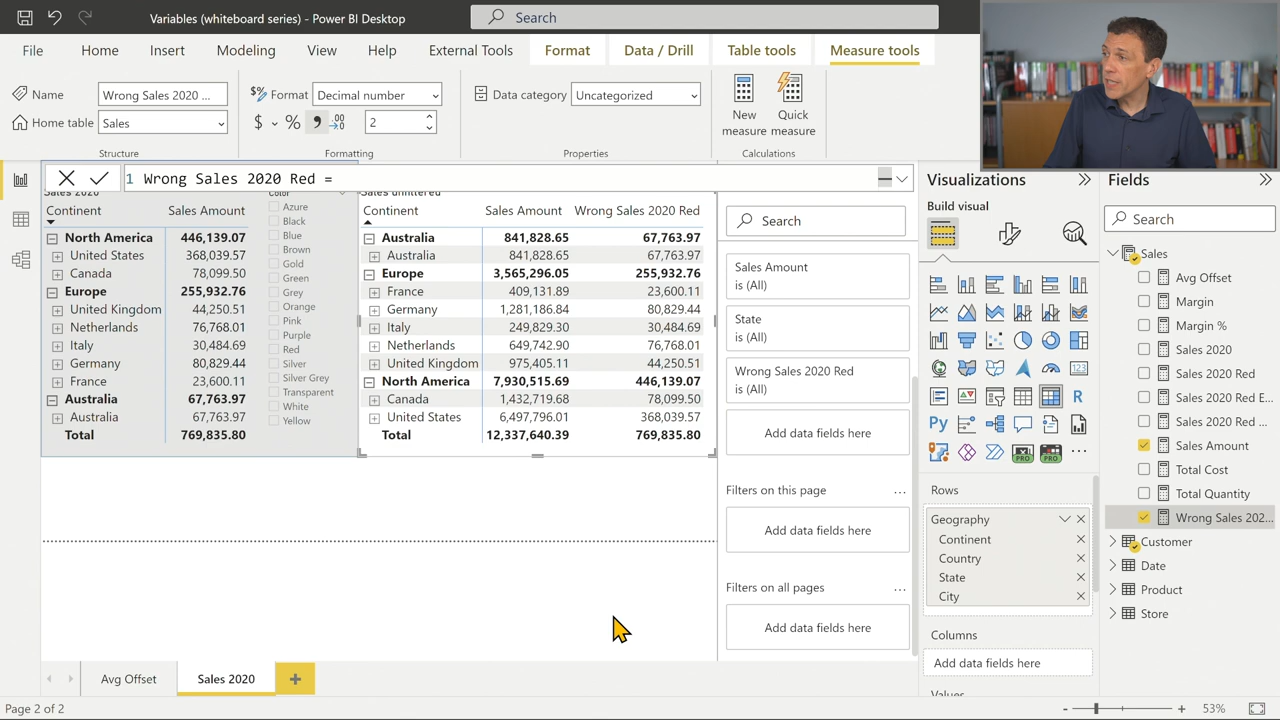 Variables (whiteboard series) - Power BI Desktop
Search
File Home Insert Modeling View Help External Tools Format Data / Drill Table tools Measure tools
Name Wrong Sales 2020 ...
Home table Sales
Structure
$% Format Decimal number
$ % , .00 →0 2
Formatting
Data category Uncategorized
Properties
New measure
Quick measure
Calculations
1 Wrong Sales 2020 Red =
Continent Sales Amount
North America 446,139.07
United States 368,039.57
Canada 78,099.50
Europe 255,932.76
United Kingdom 44,250.51
Netherlands 76,768.01
Italy 30,484.69
Germany 80,829.44
France 23,600.11
Australia 67,763.97
Australia 67,763.97
Total 769,835.80
Color
Azure
Black
Blue
Brown
Gold
Green
Grey
Orange
Pink
Purple
Red
Silver
Silver Grey
Transparent
White
Yellow
Continent Sales Amount Wrong Sales 2020 Red
Australia 841,828.65 67,763.97
Australia 841,828.65 67,763.97
Europe 3,565,296.05 255,932.76
France 409,131.89 23,600.11
Germany 1,281,186.84 80,829.44
Italy 249,829.30 30,484.69
Netherlands 649,742.90 76,768.01
United Kingdom 975,405.11 44,250.51
North America 7,930,515.69 446,139.07
Canada 1,432,719.68 78,099.50
United States 6,497,796.01 368,039.57
Total 12,337,640.39 769,835.80
Search
Sales Amount
is (All)
State
is (All)
Wrong Sales 2020 Red
is (All)
Add data fields here
Filters on this page ...
Add data fields here
Filters on all pages ...
Add data fields here
Visualizations
Build visual
123
R
Py
PRO PRO ...
Rows
Geography
Continent
Country
State
City
Columns
Add data fields here
Values
Fields
Search
Sales
Avg Offset
Margin
Margin %
Sales 2020
Sales 2020 Red
Sales 2020 Red E...
Sales 2020 Red ...
Sales Amount
Total Cost
Total Quantity
Wrong Sales 202...
Customer
Date
Product
Store
Avg Offset Sales 2020 +
Page 2 of 2
- + 53%